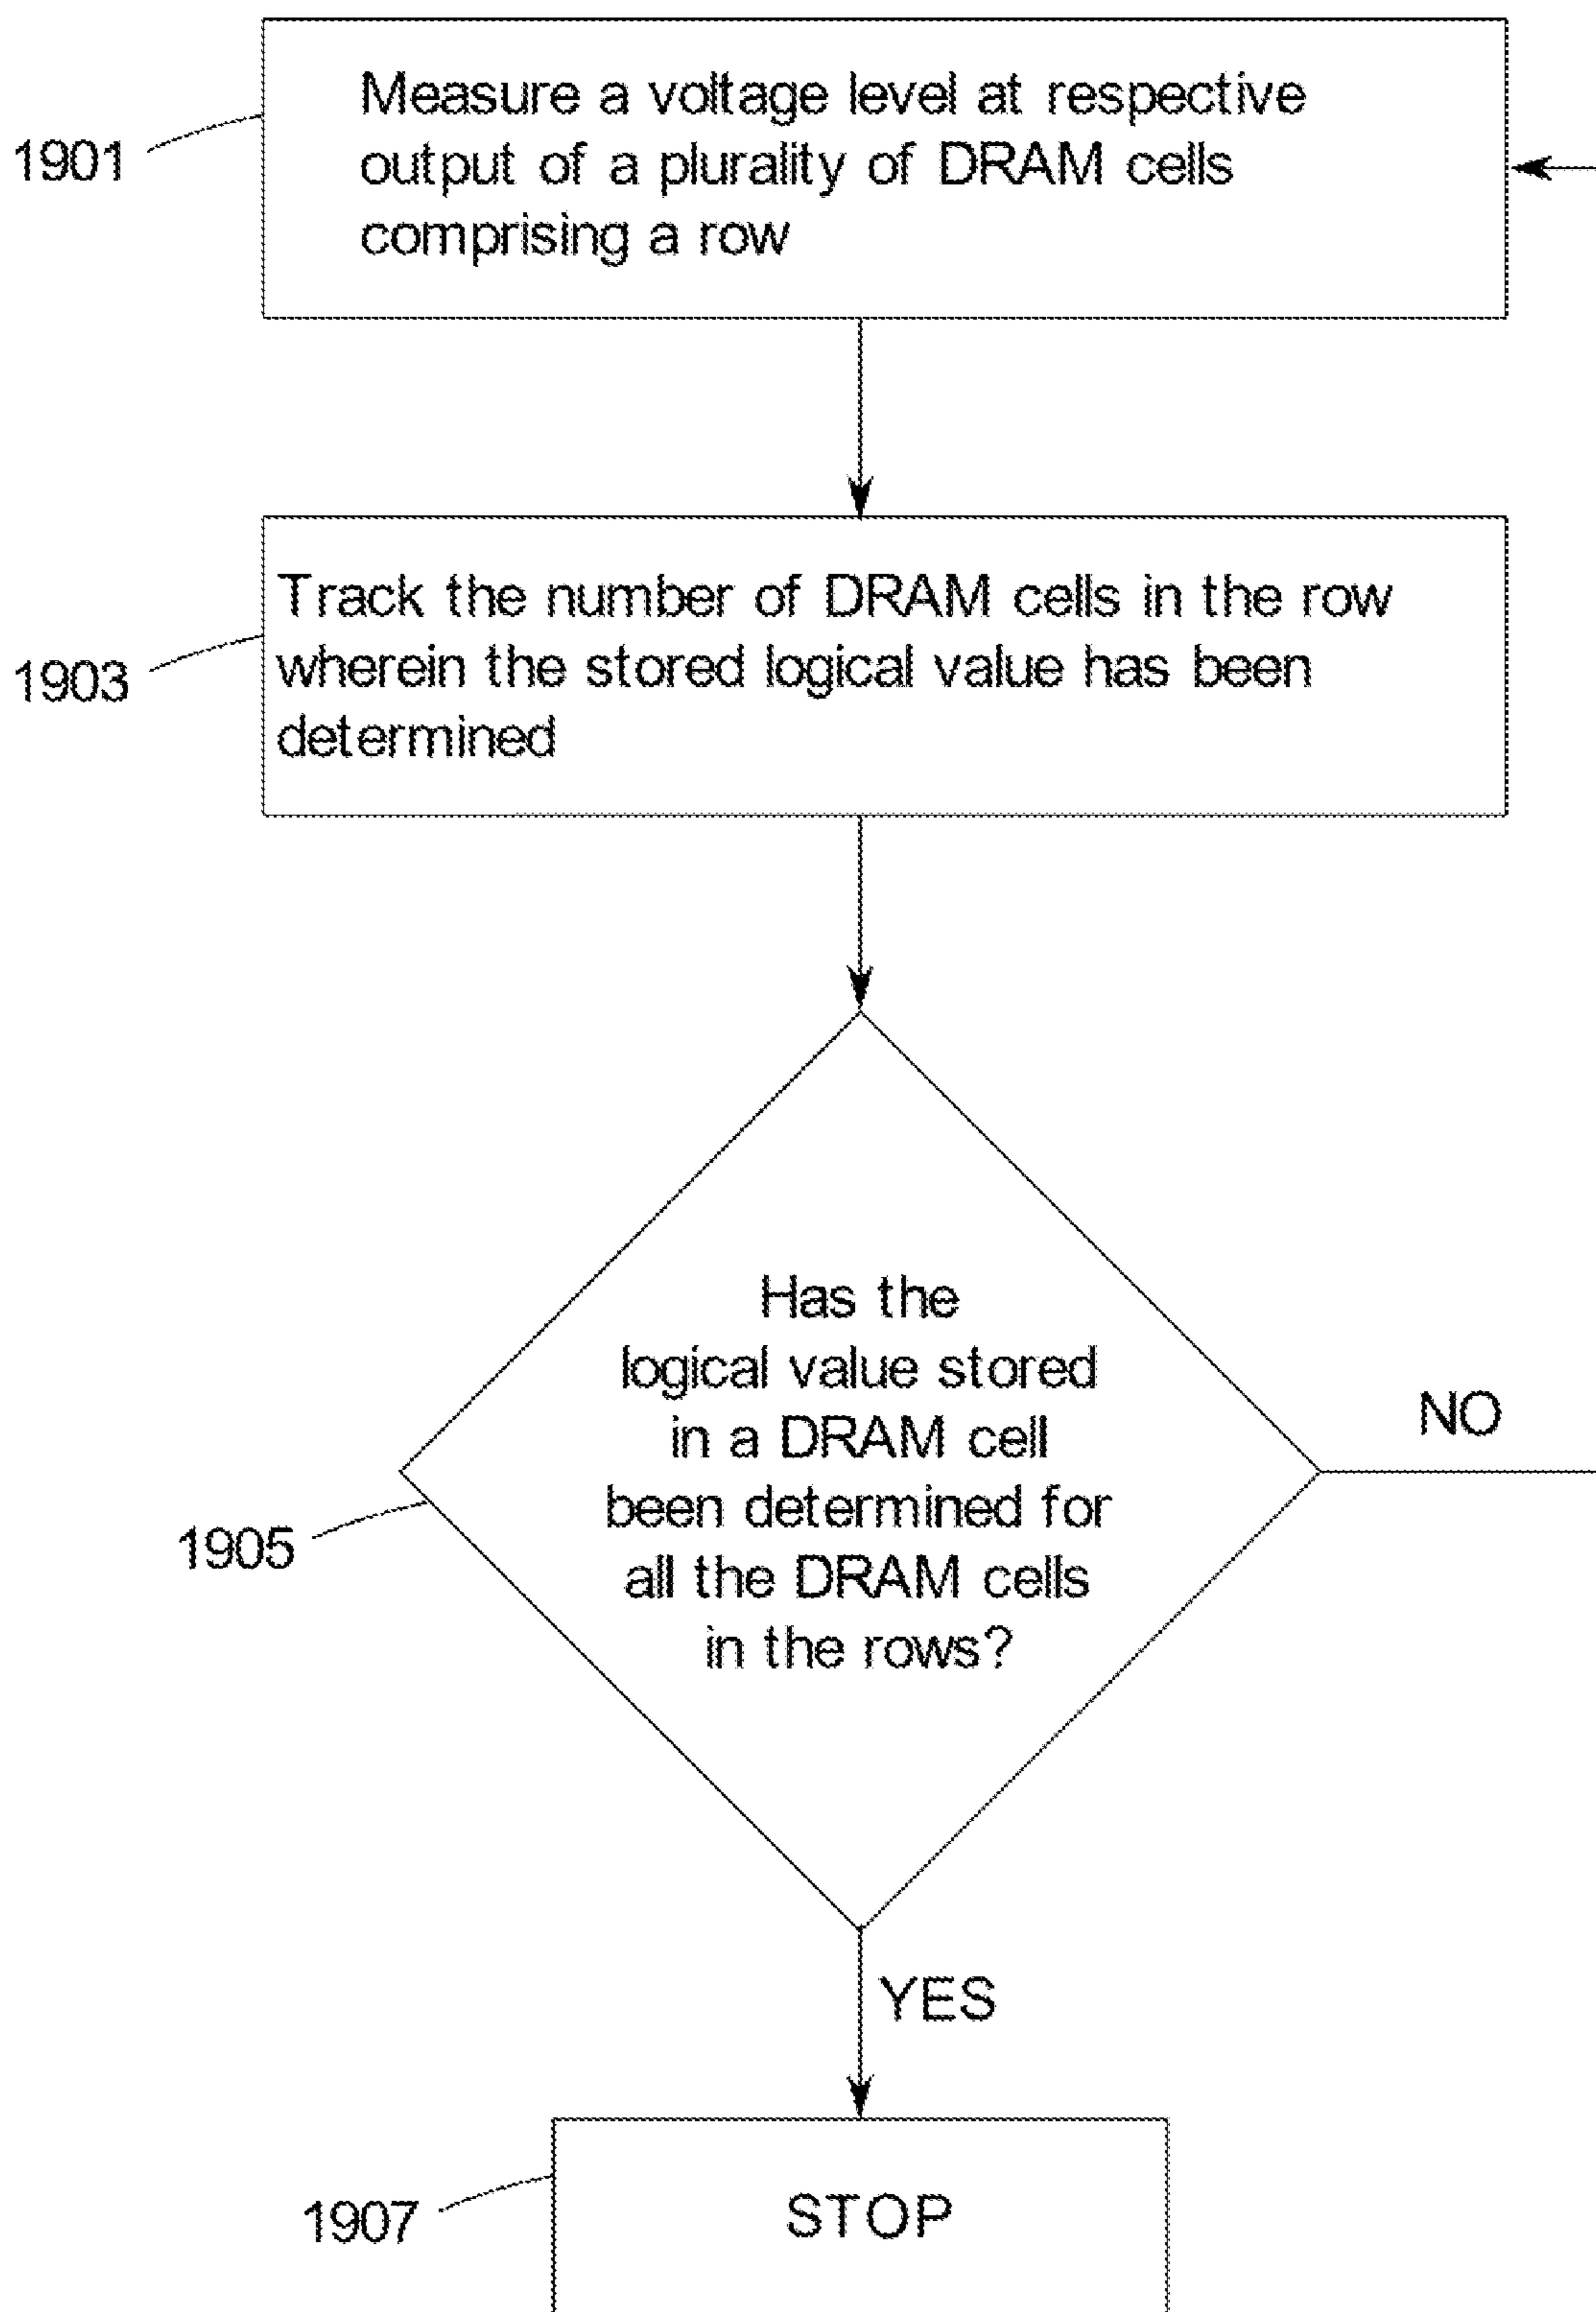 Measure a voltage level at respective
output of a plurality of DRAM cells
comprising a row
1901
Track the number of DRAM cells in the row
wherein the stored logical value has been
determined
1903
Has the
logical value stored
in a DRAM cell
been determined for
all the DRAM cells
in the rows?
NO
1905
YES
STOP
1907